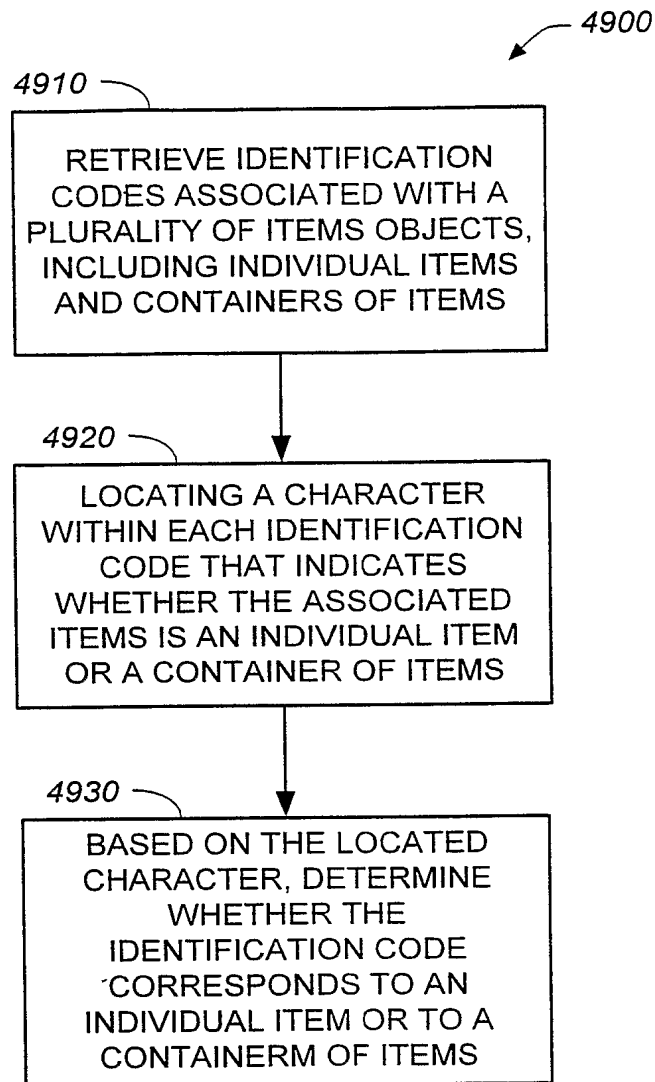 4900
4910
RETRIEVE IDENTIFICATION
CODES ASSOCIATED WITH A
PLURALITY OF ITEMS OBJECTS,
INCLUDING INDIVIDUAL ITEMS
AND CONTAINERS OF ITEMS
4920
LOCATING A CHARACTER
WITHIN EACH IDENTIFICATION
CODE THAT INDICATES
WHETHER THE ASSOCIATED
ITEMS IS AN INDIVIDUAL ITEM
OR A CONTAINER OF ITEMS
4930
BASED ON THE LOCATED
CHARACTER, DETERMINE
WHETHER THE
IDENTIFICATION CODE
CORRESPONDS TO AN
INDIVIDUAL ITEM OR TO A
CONTAINERM OF ITEMS